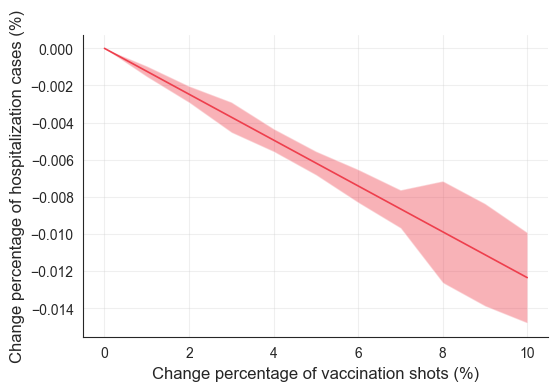 Change percentage of hospitalization cases (%)
0.000
−0.002
−0.004
−0.006
−0.008
−0.010
−0.012
−0.014
0 2 4 6 8 10
Change percentage of vaccination shots (%)